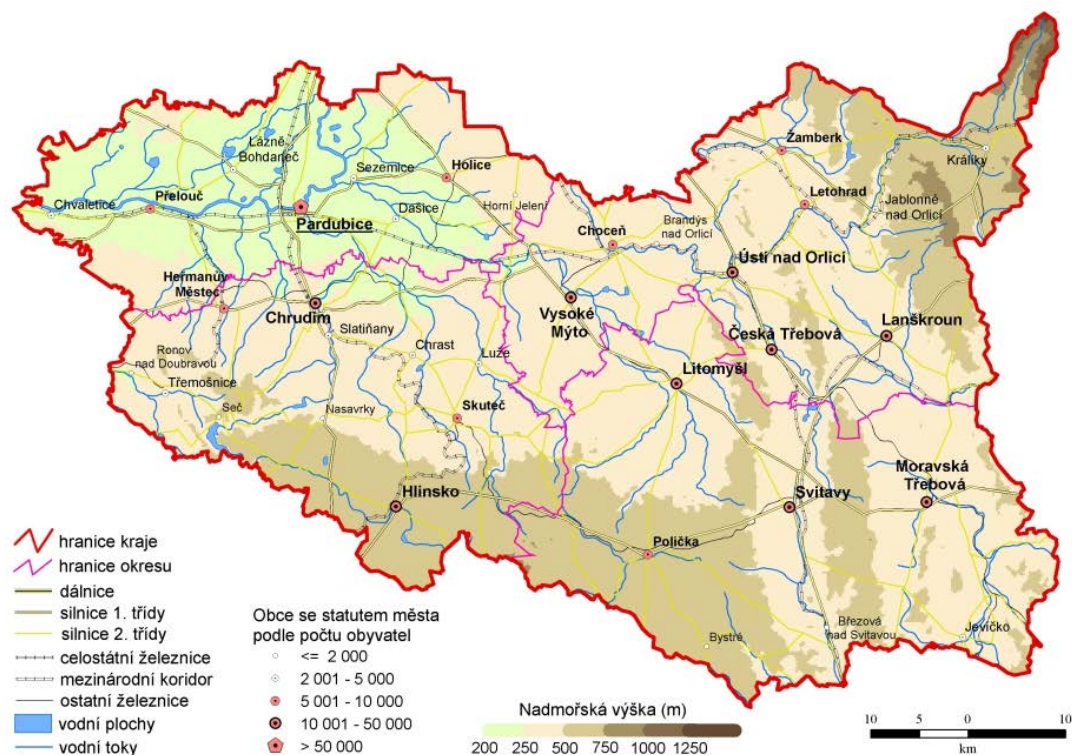 Lázně
Bohdaneč
Sezemice
Holice
Přelouč
Chvaletice
Pardubice
Dašice
Horní Jelení
Choceň
Brandýs
nad Orlicí
Žamberk
Letohrad
Králíky
Jablonné
nad Orlicí
Ústí nad Orlicí
Heřmanův
Městec
Chrudim
Slatiňany
Vysoké
Mýto
Česká Třebová
Lanškroun
Ronov
nad Doubravou
Třemošnice
Chrast
Luže
Litomyšl
Seč
Nasavrky
Skuteč
Hlinsko
Svitavy
Moravská
Třebová
Polička
Bystré
Březová
nad Svitavou
Jevíčko
hranice kraje
hranice okresu
dálnice
silnice 1. třídy
silnice 2. třídy
celostátní železnice
mezinárodní koridor
ostatní železnice
vodní plochy
vodní toky
Obce se statutem města
podle počtu obyvatel
<= 2 000
2 001 - 5 000
5 001 - 10 000
10 001 - 50 000
> 50 000
Nadmořská výška (m)
200 250 500 750 1000 1250
10 5 0 10
km